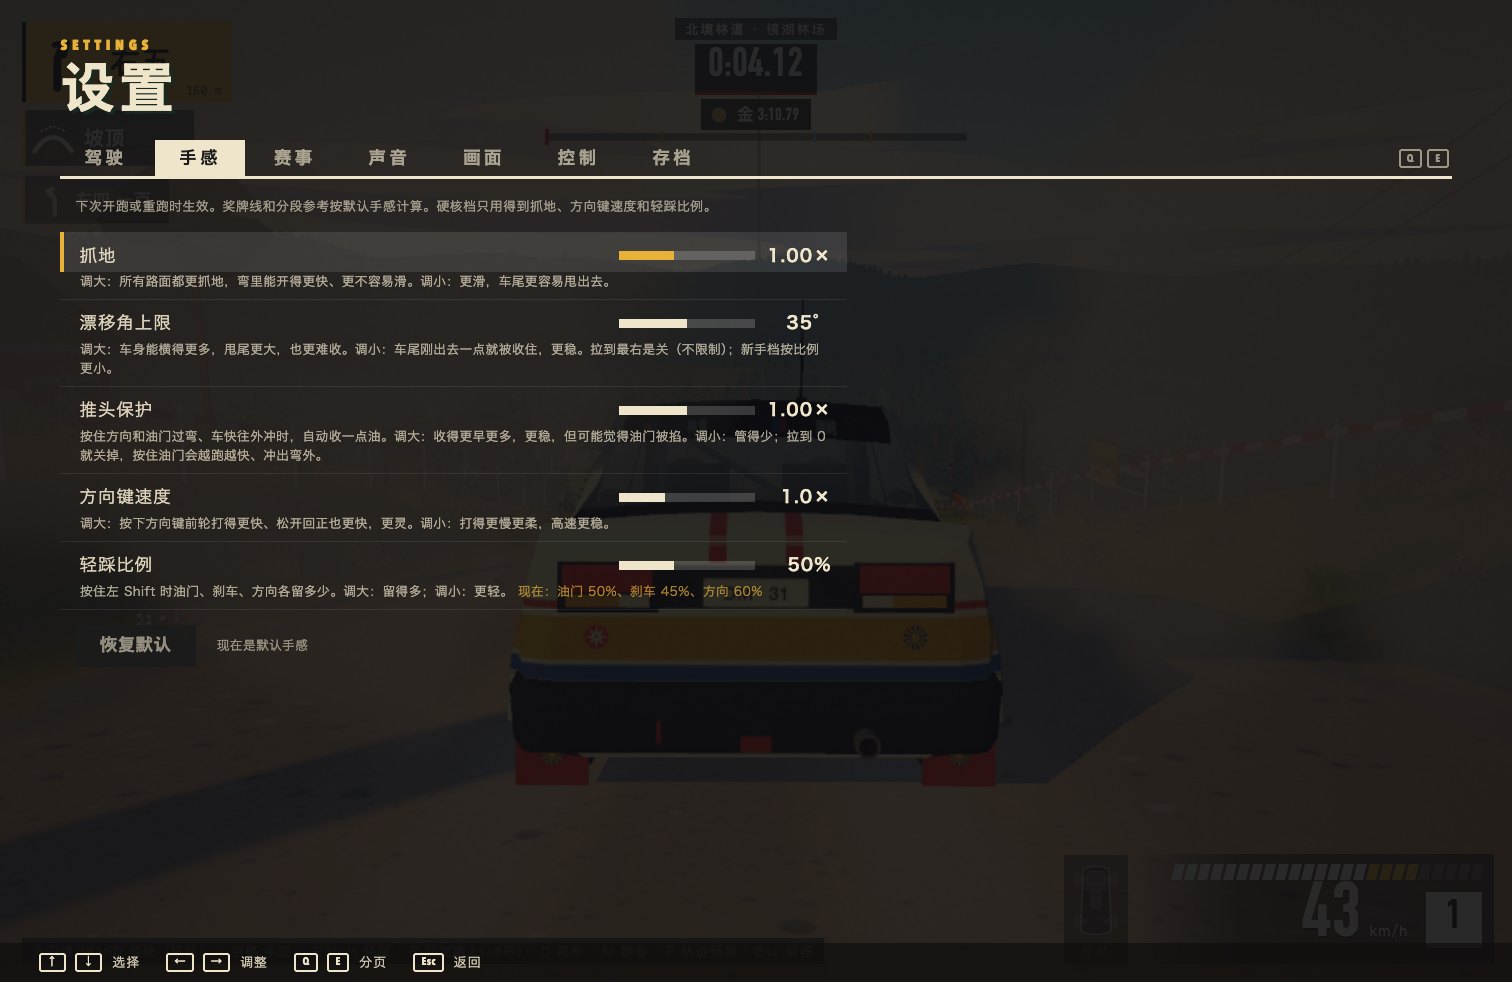 SETTINGS
设置
160 m
坡顶
北境林道 · 镜湖林场
0:04.12
金 3:10.79
驾驶 手感 赛事 声音 画面 控制 存档 Q E
下次开跑或重跑时生效。奖牌线和分段参考按默认手感计算。硬核档只用得到抓地、方向键速度和轻踩比例。
抓地 1.00×
调大：所有路面都更抓地，弯里能开得更快、更不容易滑。调小：更滑，车尾更容易甩出去。
漂移角上限 35°
调大：车身能横得更多，甩尾更大，也更难收。调小：车尾刚出去一点就被收住，更稳。拉到最右是关（不限制）；新手档按比例
更小。
推头保护 1.00×
按住方向和油门过弯、车快往外冲时，自动收一点油。调大：收得更早更多，更稳，但可能觉得油门被掐。调小：管得少；拉到 0
就关掉，按住油门会越跑越快、冲出弯外。
方向键速度 1.0×
调大：按下方向键前轮打得更快、松开回正也更快，更灵。调小：打得更慢更柔，高速更稳。
轻踩比例 50%
按住左 Shift 时油门、刹车、方向各留多少。调大：留得多；调小：更轻。 现在：油门 50%、刹车 45%、方向 60%
31
恢复默认 现在是默认手感
43 km/h 1
↑ ↓ 选择 ← → 调整 Q E 分页 Esc 返回